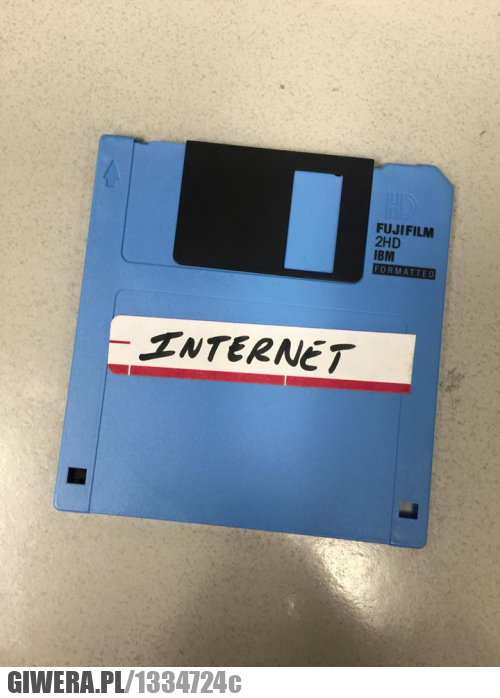 HD
FUJIFILM
2HD
IBM
FORMATTED
INTERNET
GIWERA.PL/1334724c